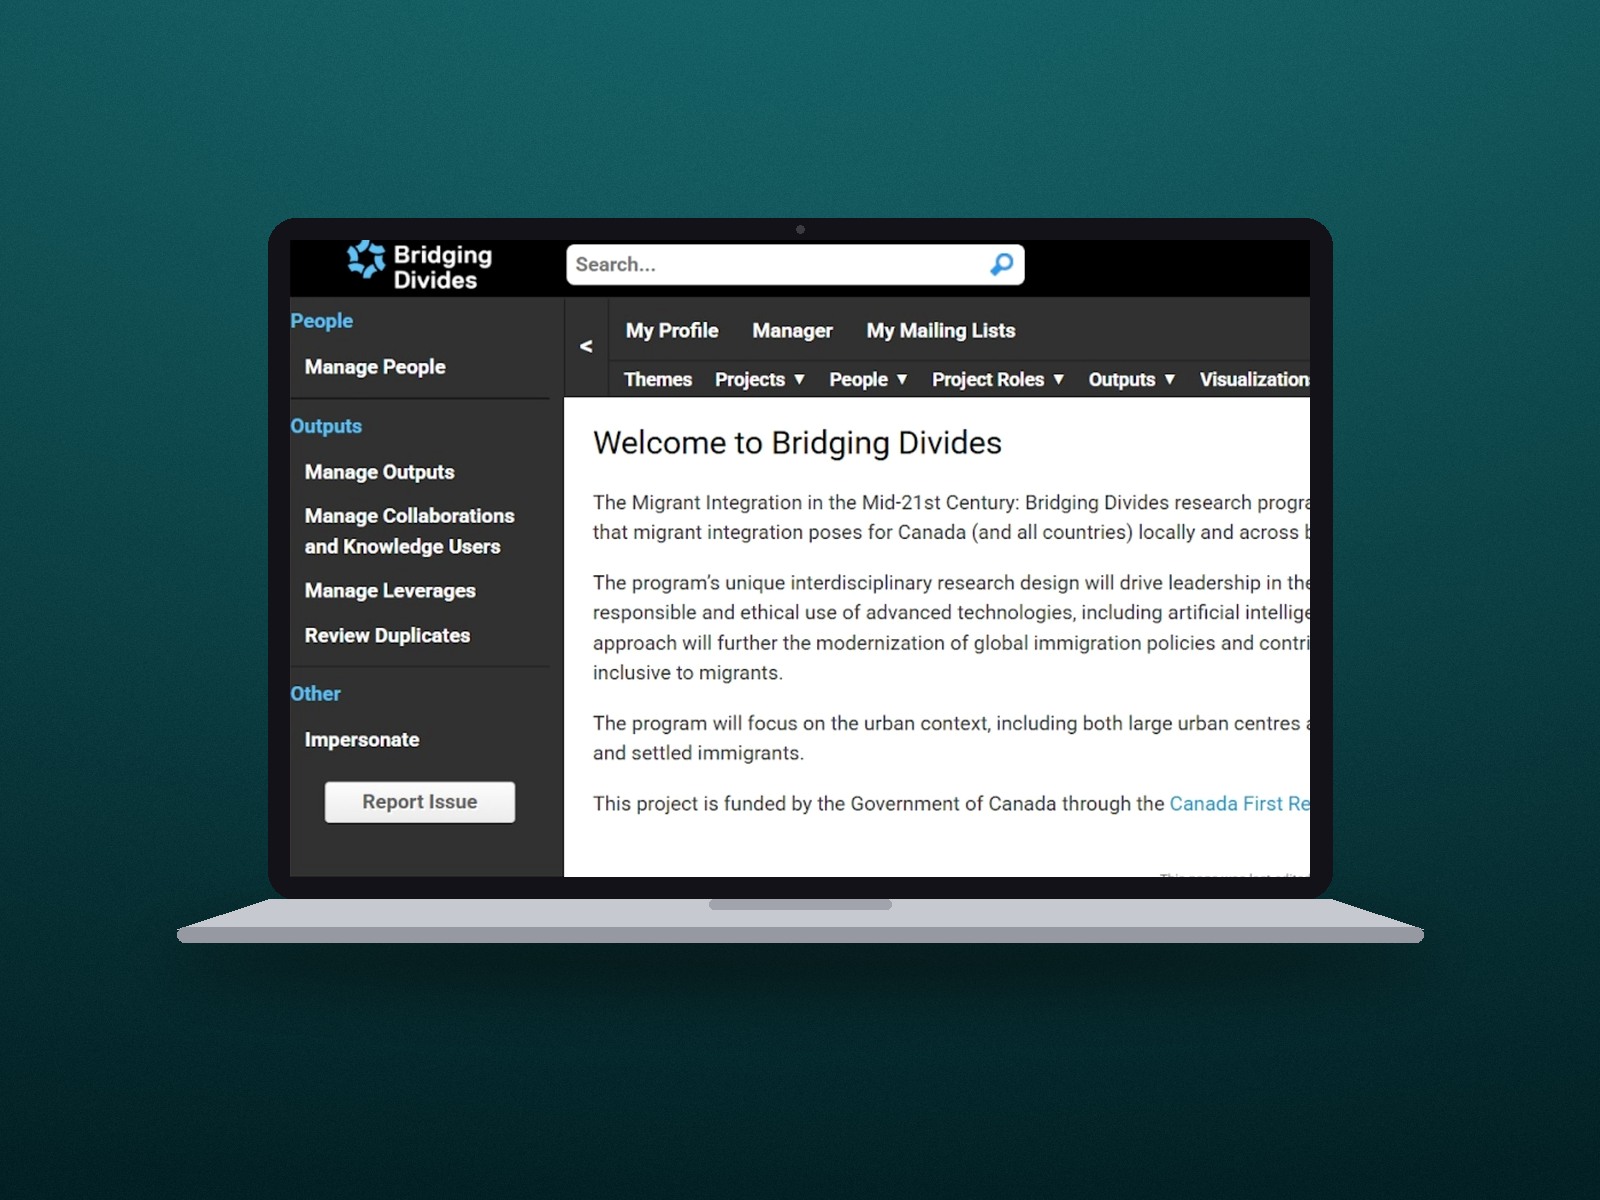 Bridging
Divides
Search...
People
Manage People
Outputs
Manage Outputs
Manage Collaborations
and Knowledge Users
Manage Leverages
Review Duplicates
Other
Impersonate
Report Issue
<
My Profile Manager My Mailing Lists
Themes Projects ▼ People ▼ Project Roles ▼ Outputs ▼ Visualizations
Welcome to Bridging Divides
The Migrant Integration in the Mid-21st Century: Bridging Divides research progra
that migrant integration poses for Canada (and all countries) locally and across b
The program's unique interdisciplinary research design will drive leadership in the
responsible and ethical use of advanced technologies, including artificial intellige
approach will further the modernization of global immigration policies and contri
inclusive to migrants.
The program will focus on the urban context, including both large urban centres a
and settled immigrants.
This project is funded by the Government of Canada through the Canada First Re